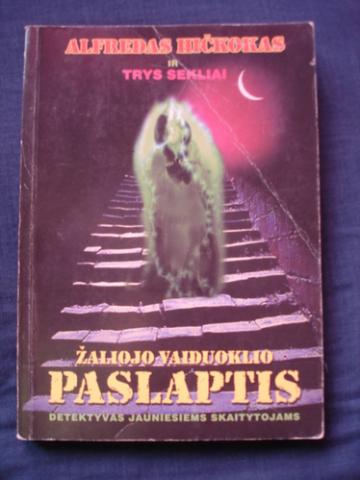 ALFREDAS HIČKOKAS
IR
TRYS SEKLIAI
ŽALIOJO VAIDUOKLIO
PASLAPTIS
DETEKTYVAS JAUNIESIEMS SKAITYTOJAMS